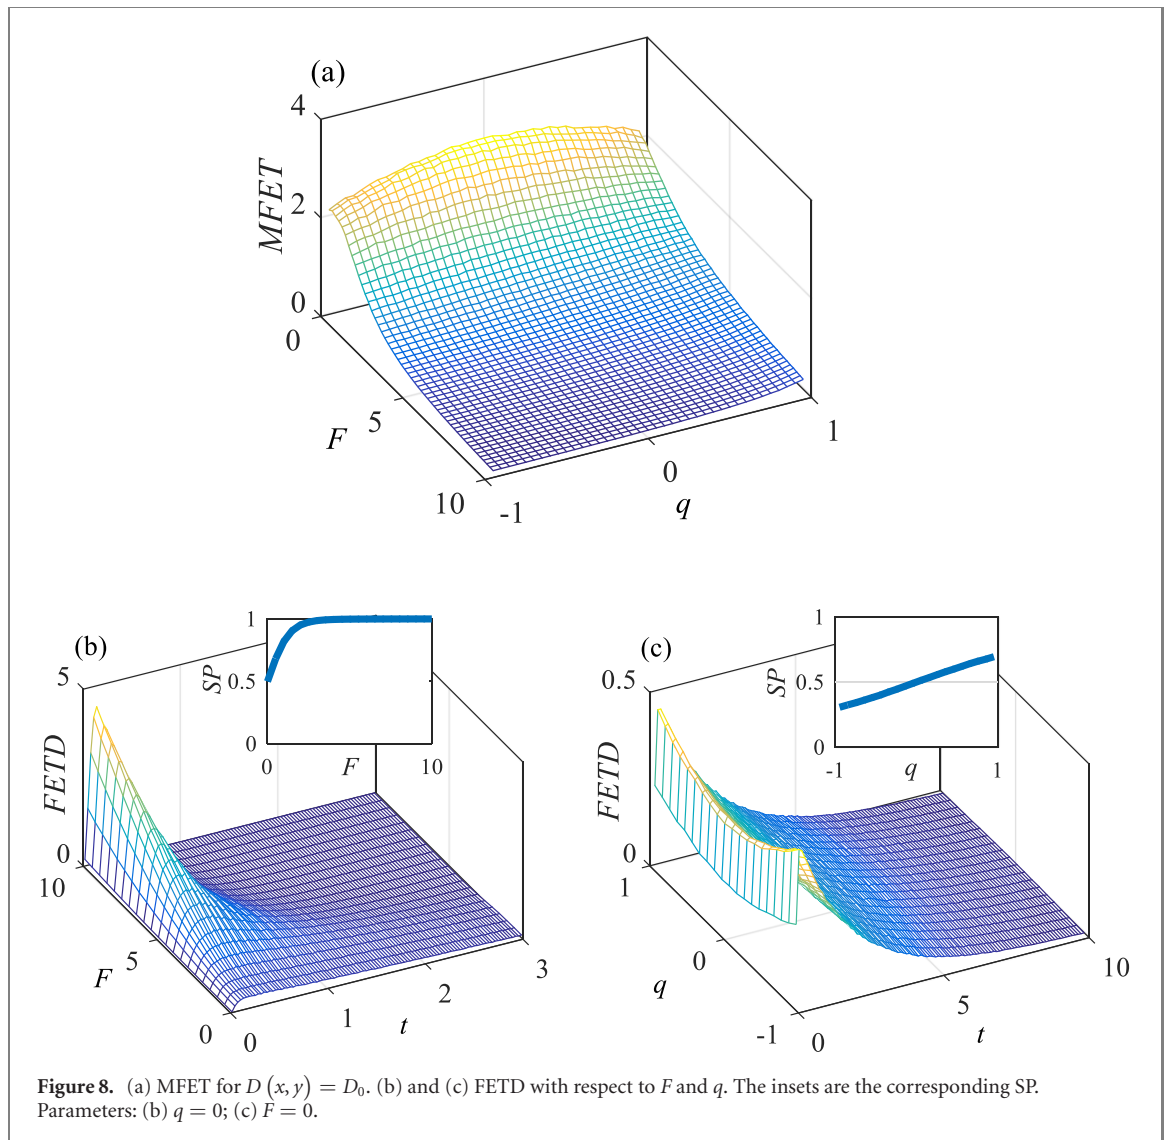 (a)
4
2
0
MFET
0
5
10
F
-1
0
1
q
(b)
5
0
FETD
10
5
0
F
0
1
2
3
t
1
0.5
0
SP
0
F
10
(c)
0.5
0
FETD
1
0
-1
q
0
5
10
t
1
0.5
0
SP
-1
q
1
Figure 8. (a) MFET for D (x, y) = D₀. (b) and (c) FETD with respect to F and q. The insets are the corresponding SP.
Parameters: (b) q = 0; (c) F = 0.